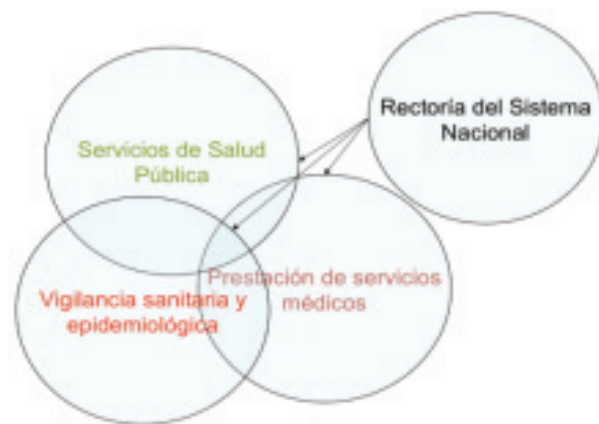 Rectoría del Sistema
Nacional
Servicios de Salud
Pública
Prestación de servicios
médicos
Vigilancia sanitaria y
epidemiológica